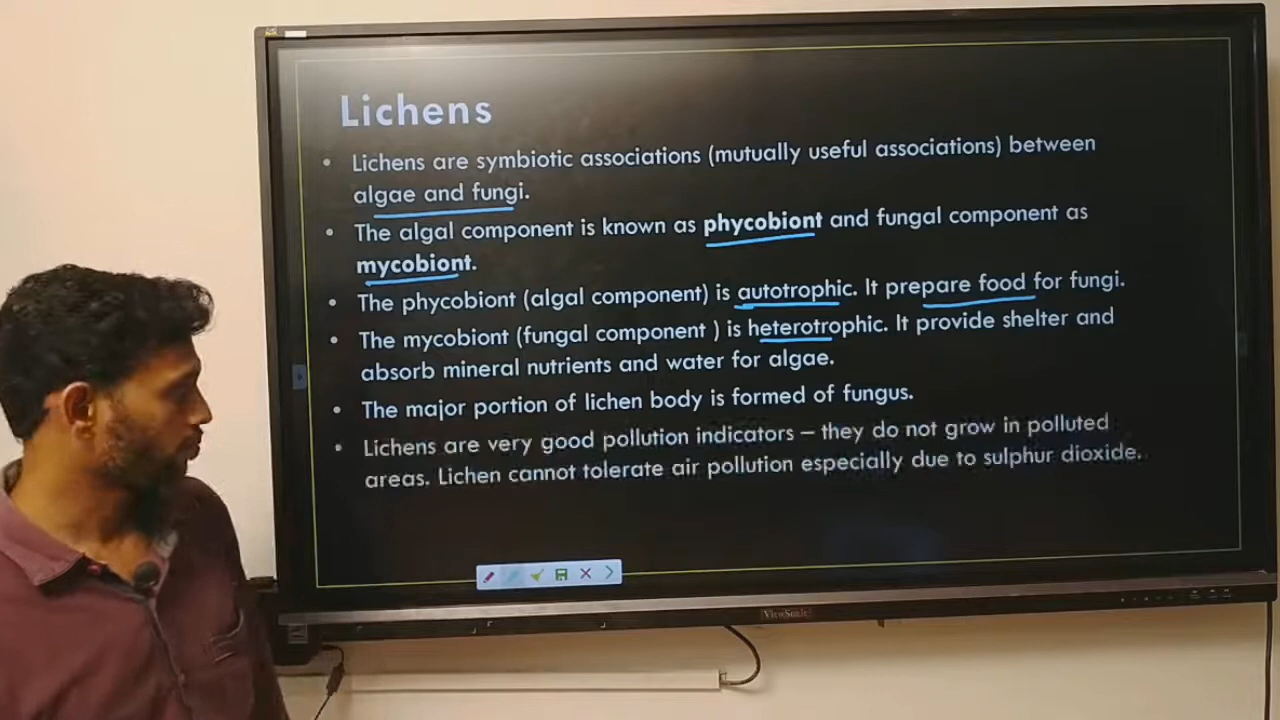 Lichens
• Lichens are symbiotic associations (mutually useful associations) between
algae and fungi.
• The algal component is known as phycobiont and fungal component as
mycobiont.
• The phycobiont (algal component) is autotrophic. It prepare food for fungi.
• The mycobiont (fungal component ) is heterotrophic. It provide shelter and
absorb mineral nutrients and water for algae.
• The major portion of lichen body is formed of fungus.
• Lichens are very good pollution indicators – they do not grow in polluted
areas. Lichen cannot tolerate air pollution especially due to sulphur dioxide.
ViewSonic